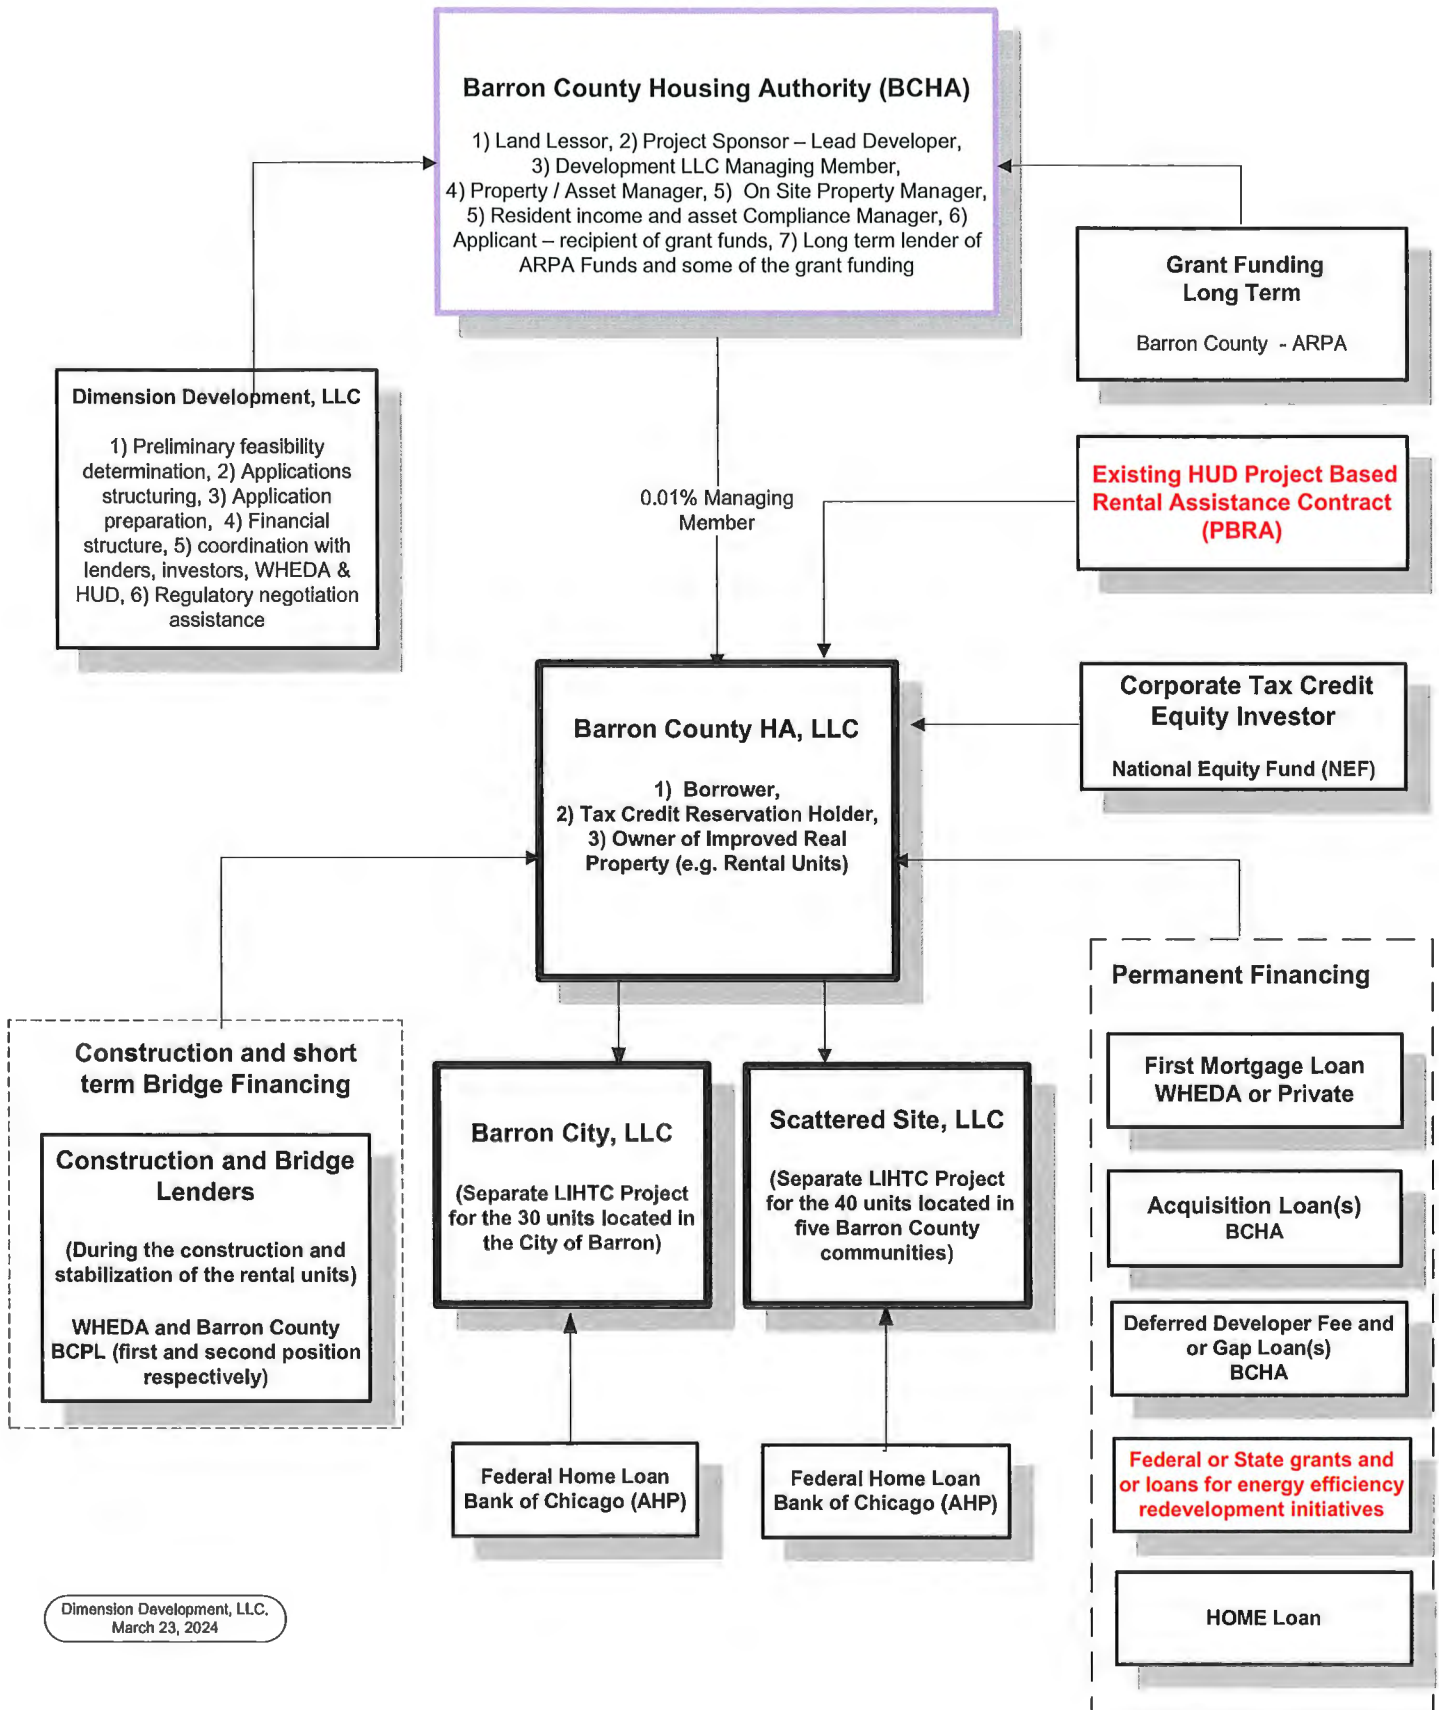 Barron County Housing Authority (BCHA)
1) Land Lessor, 2) Project Sponsor – Lead Developer,
3) Development LLC Managing Member,
4) Property / Asset Manager, 5)  On Site Property Manager,
5) Resident income and asset Compliance Manager, 6)
Applicant – recipient of grant funds, 7) Long term lender of
ARPA Funds and some of the grant funding
Grant Funding
Long Term
Barron County  - ARPA
Dimension Development, LLC
1) Preliminary feasibility
determination, 2) Applications
structuring, 3) Application
preparation,  4) Financial
structure, 5) coordination with
lenders, investors, WHEDA &
HUD, 6) Regulatory negotiation
assistance
0.01% Managing
Member
Existing HUD Project Based
Rental Assistance Contract
(PBRA)
Barron County HA, LLC
1)  Borrower,
2) Tax Credit Reservation Holder,
3) Owner of Improved Real
Property (e.g. Rental Units)
Corporate Tax Credit
Equity Investor
National Equity Fund (NEF)
Construction and short
term Bridge Financing
Construction and Bridge
Lenders
(During the construction and
stabilization of the rental units)
WHEDA and Barron County
BCPL (first and second position
respectively)
Barron City, LLC
(Separate LIHTC Project
for the 30 units located in
the City of Barron)
Scattered Site, LLC
(Separate LIHTC Project
for the 40 units located in
five Barron County
communities)
Federal Home Loan
Bank of Chicago (AHP)
Federal Home Loan
Bank of Chicago (AHP)
Permanent Financing
First Mortgage Loan
WHEDA or Private
Acquisition Loan(s)
BCHA
Deferred Developer Fee and
or Gap Loan(s)
BCHA
Federal or State grants and
or loans for energy efficiency
redevelopment initiatives
HOME Loan
Dimension Development, LLC,
March 23, 2024